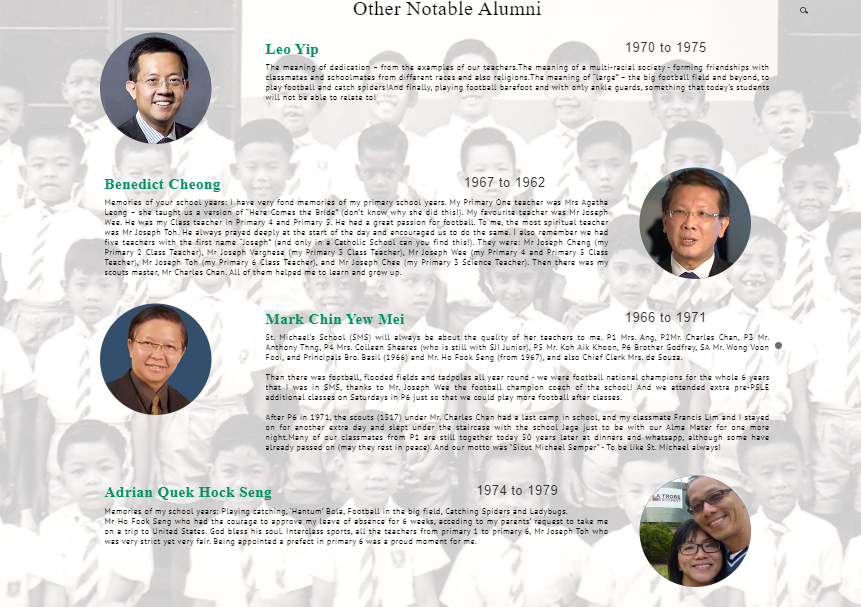 Other Notable Alumni
Leo Yip
1970 to 1975
The meaning of dedication – from the examples of our teachers.The meaning of a multi-racial society - forming friendships with
classmates and schoolmates from different races and also religions.The meaning of "large" – the big football field and beyond, to
play football and catch spiders!And finally, playing football barefoot and with only ankle guards, something that today's students
will not be able to relate to!
Benedict Cheong
1967 to 1962
Memories of your school years: I have very fond memories of my primary school years. My Primary One teacher was Mrs Agatha
Leong – she taught us a version of "Here Comes the Bride" (don't know why she did this!). My favourite teacher was Mr Joseph
Wee. He was my Class teacher in Primary 4 and Primary 5. He had a great passion for football. To me, the most spiritual teacher
was Mr Joseph Toh. He always prayed deeply at the start of the day and encouraged us to do the same. I also remember we had
five teachers with the first name "Joseph" (and only in a Catholic School can you find this!). They were: Mr Joseph Cheng (my
Primary 2 Class Teacher), Mr Joseph Varghese (my Primary 3 Class Teacher), Mr Joseph Wee (my Primary 4 and Primary 5 Class
Teacher), Mr Joseph Toh (my Primary 6 Class Teacher), and Mr Joseph Chee (my Primary 3 Science Teacher). Then there was my
scouts master, Mr Charles Chan. All of them helped me to learn and grow up.
Mark Chin Yew Mei
1966 to 1971
St. Michael's School (SMS) will always be about the quality of her teachers to me. P1 Mrs. Ang, P2Mr. Charles Chan, P3 Mr.
Anthony Thng, P4 Mrs. Colleen Sheares (who is still with SJI Junior), P5 Mr. Koh Aik Khoon, P6 Brother Godfrey, SA Mr. Wong Voon
Fooi, and Principals Bro. Basil (1966) and Mr. Ho Fook Seng (from 1967), and also Chief Clerk Mrs. de Souza.
Then there was football, flooded fields and tadpoles all year round - we were football national champions for the whole 6 years
that I was in SMS, thanks to Mr. Joseph Wee the football champion coach of the school! And we attended extra pre-PSLE
additional classes on Saturdays in P6 just so that we could play more football after classes.
After P6 in 1971, the scouts (1517) under Mr. Charles Chan had a last camp in school, and my classmate Francis Lim and I stayed
on for another extra day and slept under the staircase with the school Jaga just to be with our Alma Mater for one more
night.Many of our classmates from P1 are still together today 50 years later at dinners and whatsapp, although some have
already passed on (may they rest in peace). And our motto was "Sicut Michael Semper" - To be like St. Michael always!
Adrian Quek Hock Seng
1974 to 1979
Memories of my school years: Playing catching, 'Hantum' Bola, Football in the big field, Catching Spiders and Ladybugs.
Mr Ho Fook Seng who had the courage to approve my leave of absence for 6 weeks, acceding to my parents' request to take me
on a trip to United States. God bless his soul. Interclass sports, all the teachers from primary 1 to primary 6, Mr Joseph Toh who
was very strict yet very fair. Being appointed a prefect in primary 6 was a proud moment for me.